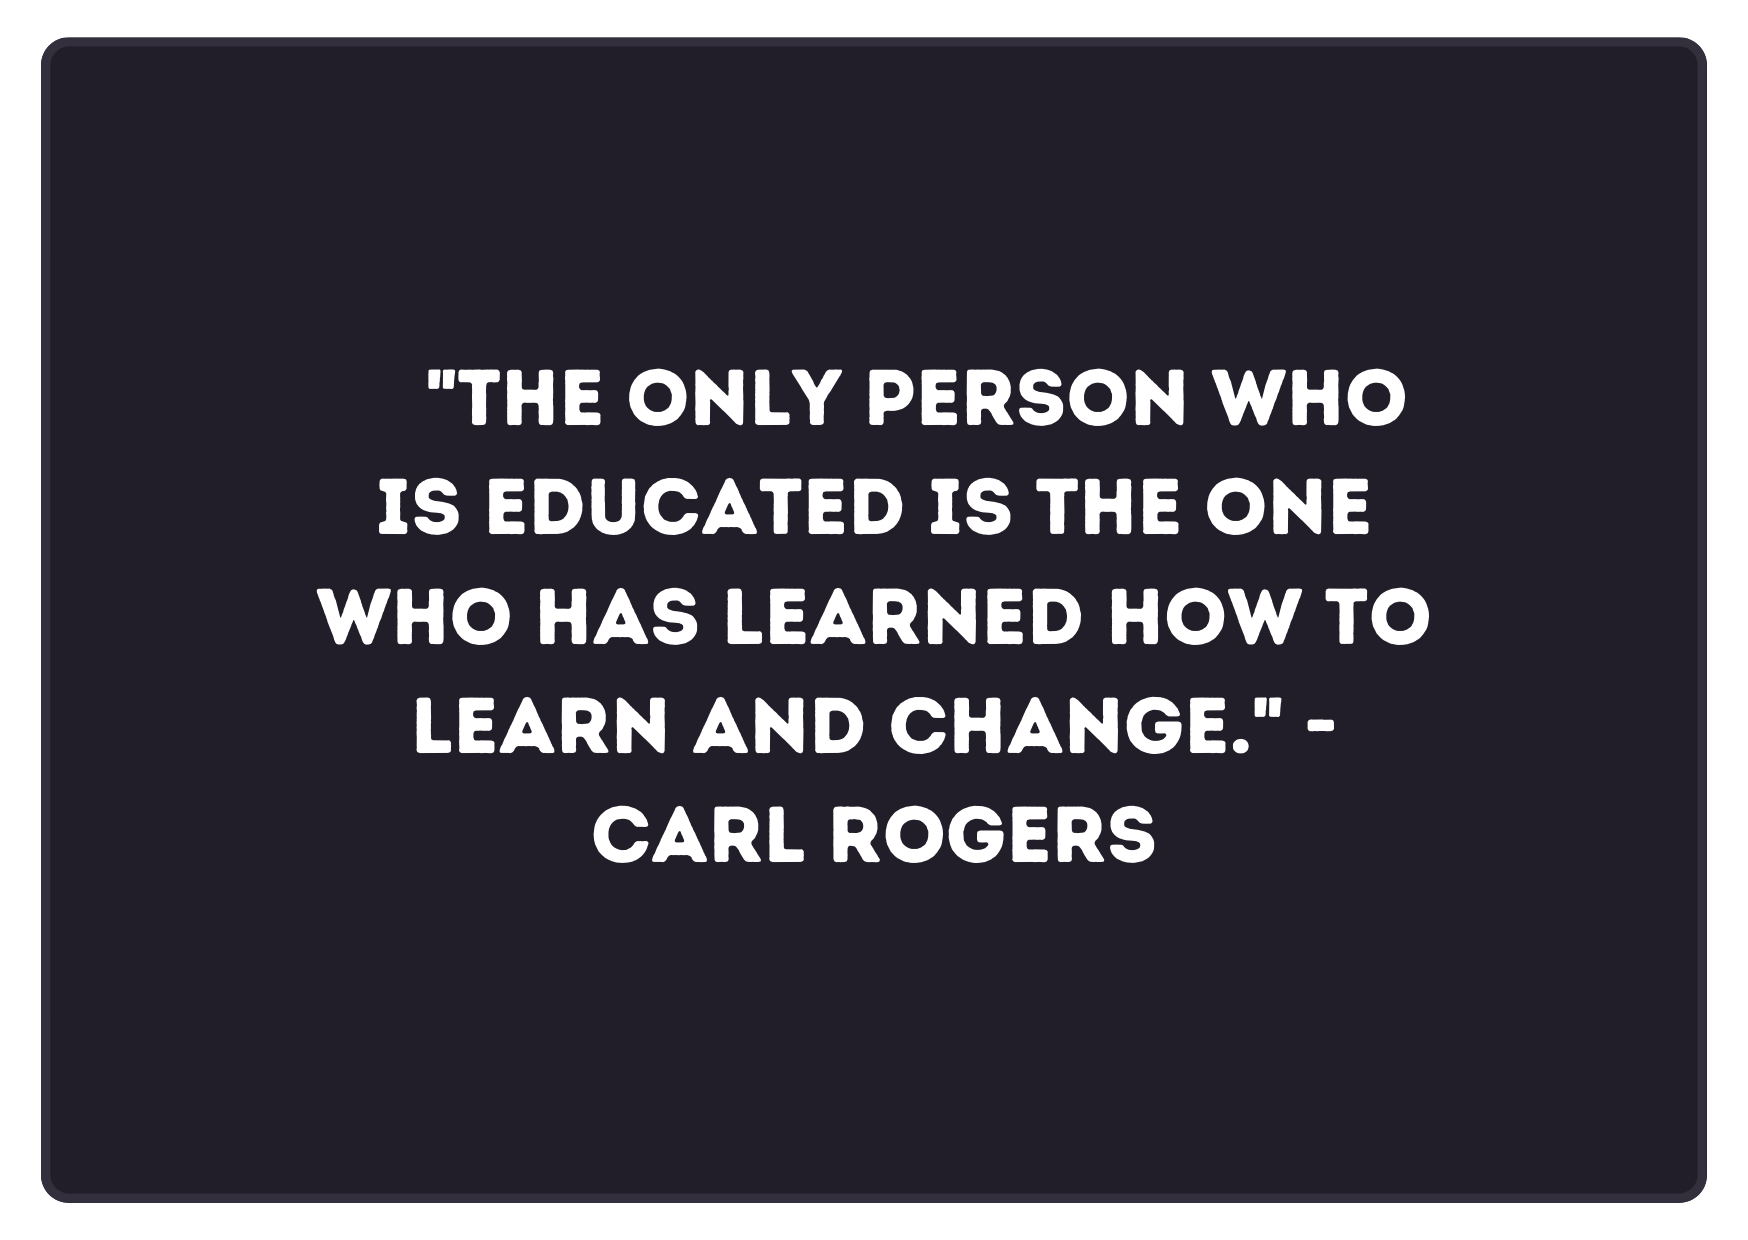 "THE ONLY PERSON WHO
IS EDUCATED IS THE ONE
WHO HAS LEARNED HOW TO
LEARN AND CHANGE." -
CARL ROGERS